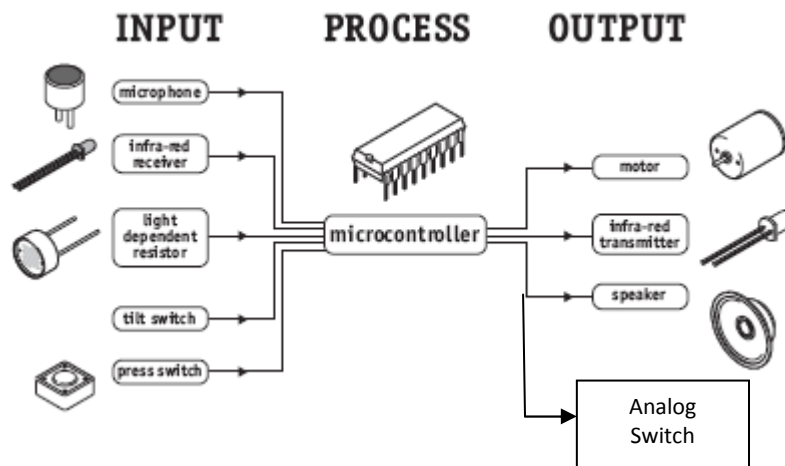 INPUT PROCESS OUTPUT
microphone
infra-red
receiver
light
dependent
resistor
tilt switch
press switch
microcontroller
motor
infra-red
transmitter
speaker
Analog
Switch